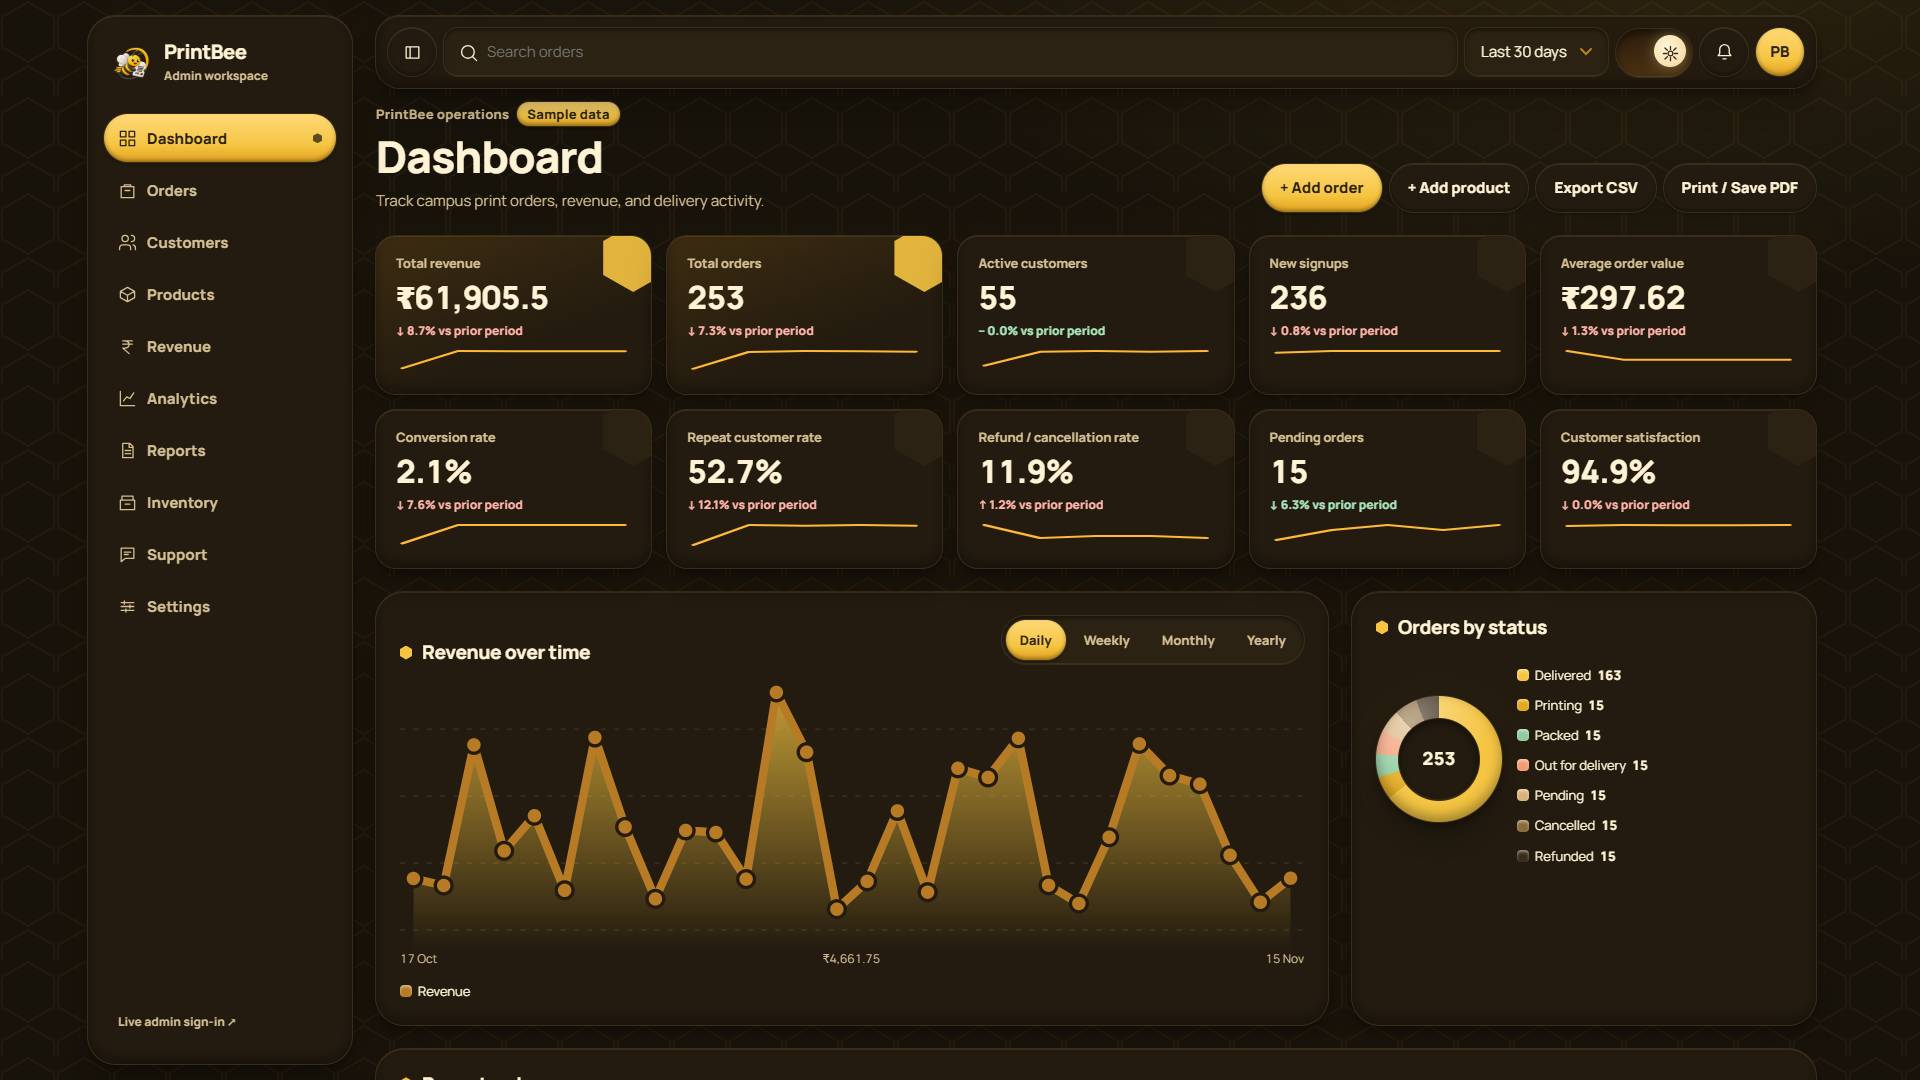 PrintBee
Admin workspace
Dashboard
Orders
Customers
Products
Revenue
Analytics
Reports
Inventory
Support
Settings
Live admin sign-in ↗
Search orders
Last 30 days
PB
PrintBee operations Sample data
Dashboard
Track campus print orders, revenue, and delivery activity.
+ Add order + Add product Export CSV Print / Save PDF
Total revenue
₹61,905.5
↓ 8.7% vs prior period
Total orders
253
↓ 7.3% vs prior period
Active customers
55
– 0.0% vs prior period
New signups
236
↓ 0.8% vs prior period
Average order value
₹297.62
↓ 1.3% vs prior period
Conversion rate
2.1%
↓ 7.6% vs prior period
Repeat customer rate
52.7%
↓ 12.1% vs prior period
Refund / cancellation rate
11.9%
↑ 1.2% vs prior period
Pending orders
15
↓ 6.3% vs prior period
Customer satisfaction
94.9%
↓ 0.0% vs prior period
Revenue over time
Daily Weekly Monthly Yearly
17 Oct ₹4,661.75 15 Nov
Revenue
Orders by status
253
Delivered 163
Printing 15
Packed 15
Out for delivery 15
Pending 15
Cancelled 15
Refunded 15